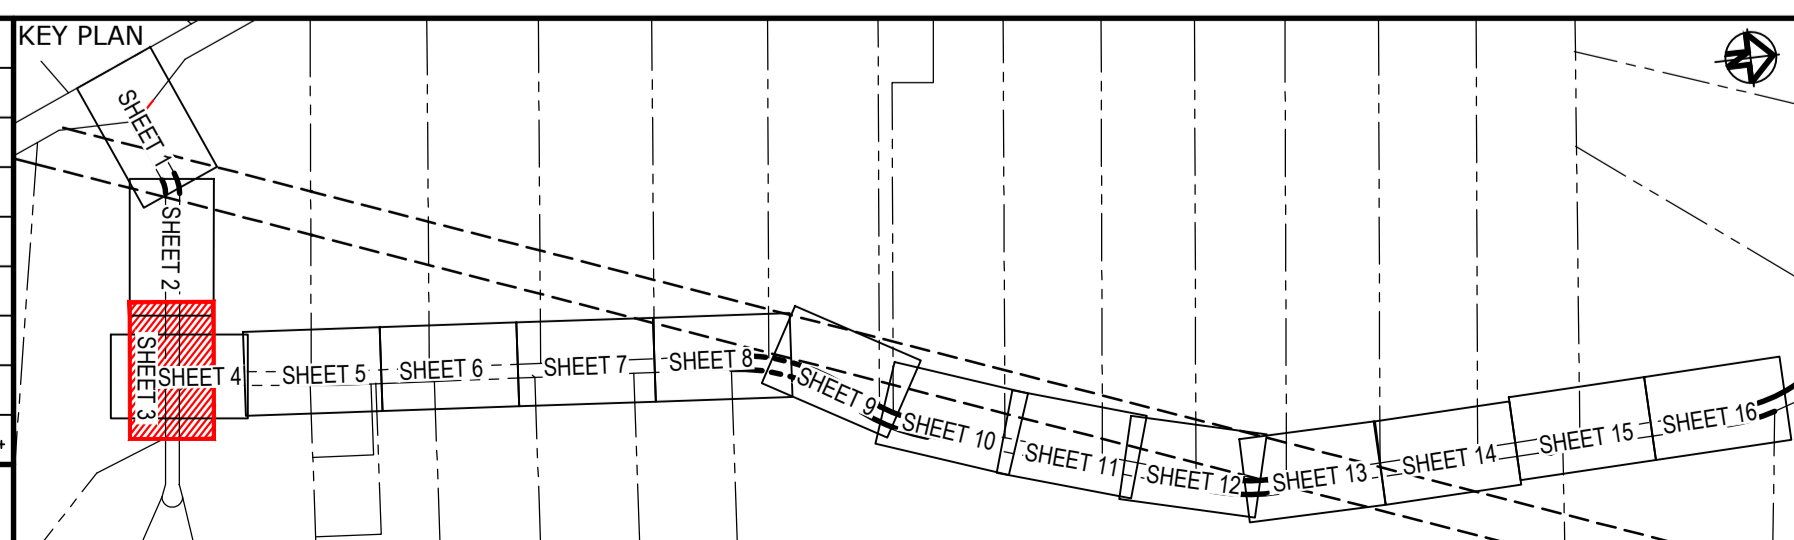 KEY PLAN
N
SHEET 1
SHEET 2
SHEET 3
SHEET 4
SHEET 5
SHEET 6
SHEET 7
SHEET 8
SHEET 9
SHEET 10
SHEET 11
SHEET 12
SHEET 13
SHEET 14
SHEET 15
SHEET 16